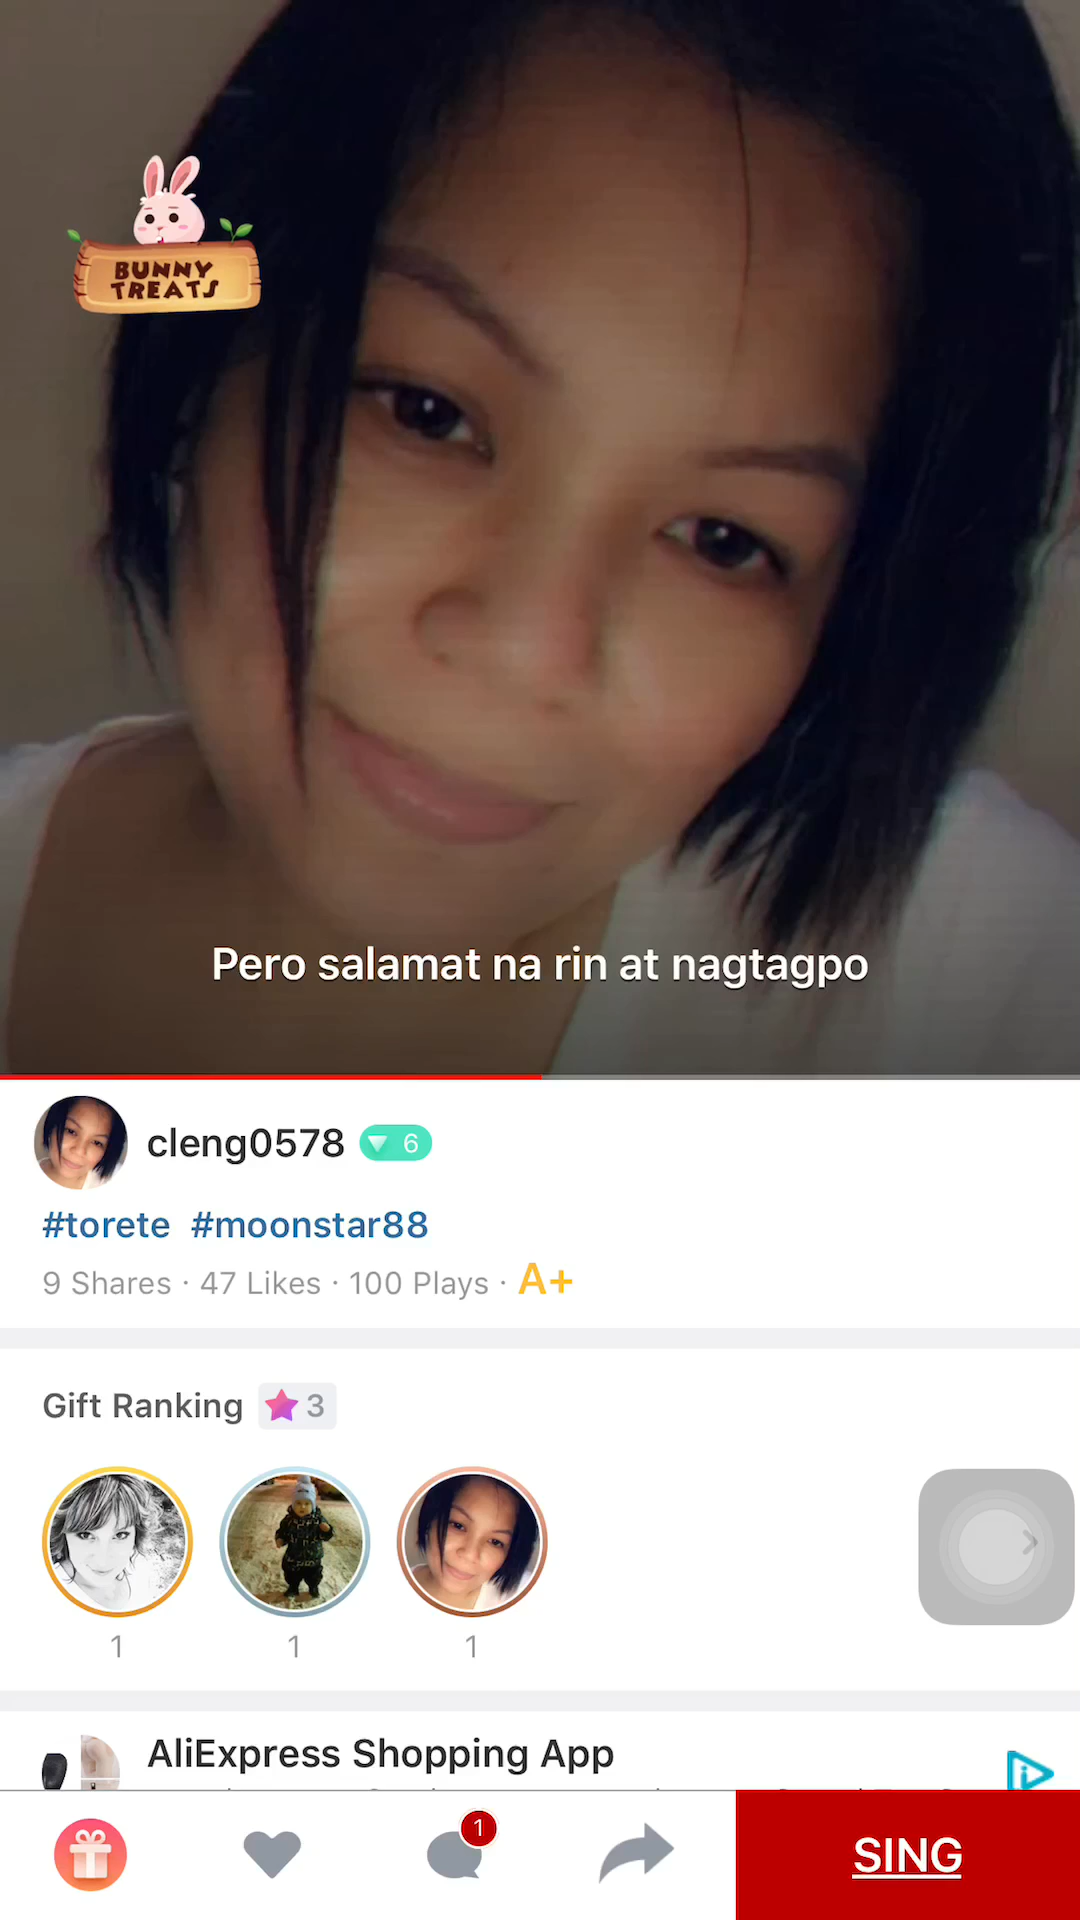 BUNNY
TREATS
Pero salamat na rin at nagtagpo
cleng0578 6
#torete #moonstar88
9 Shares · 47 Likes · 100 Plays · A+
Gift Ranking 3
1 1 1
AliExpress Shopping App
1
SING